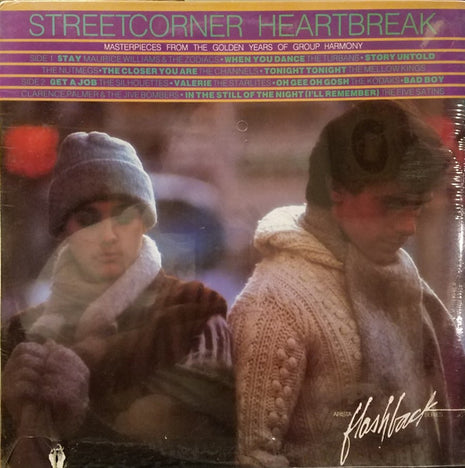 STREETCORNER HEARTBREAK
MASTERPIECES FROM THE GOLDEN YEARS OF GROUP HARMONY
SIDE 1 STAY MAURICE WILLIAMS & THE ZODIACS • WHEN YOU DANCE THE TURBANS • STORY UNTOLD
THE NUTMEGS • THE CLOSER YOU ARE THE CHANNELS • TONIGHT TONIGHT THE MELLOW KINGS
SIDE 2 GET A JOB THE SILHOUETTES • VALERIE THE STARLITES • OH GEE OH GOSH THE KODAKS • BAD BOY
CLARENCE PALMER & THE JIVE BOMBERS • IN THE STILL OF THE NIGHT (I'LL REMEMBER) THE FIVE SATINS
ARISTA flashback SERIES